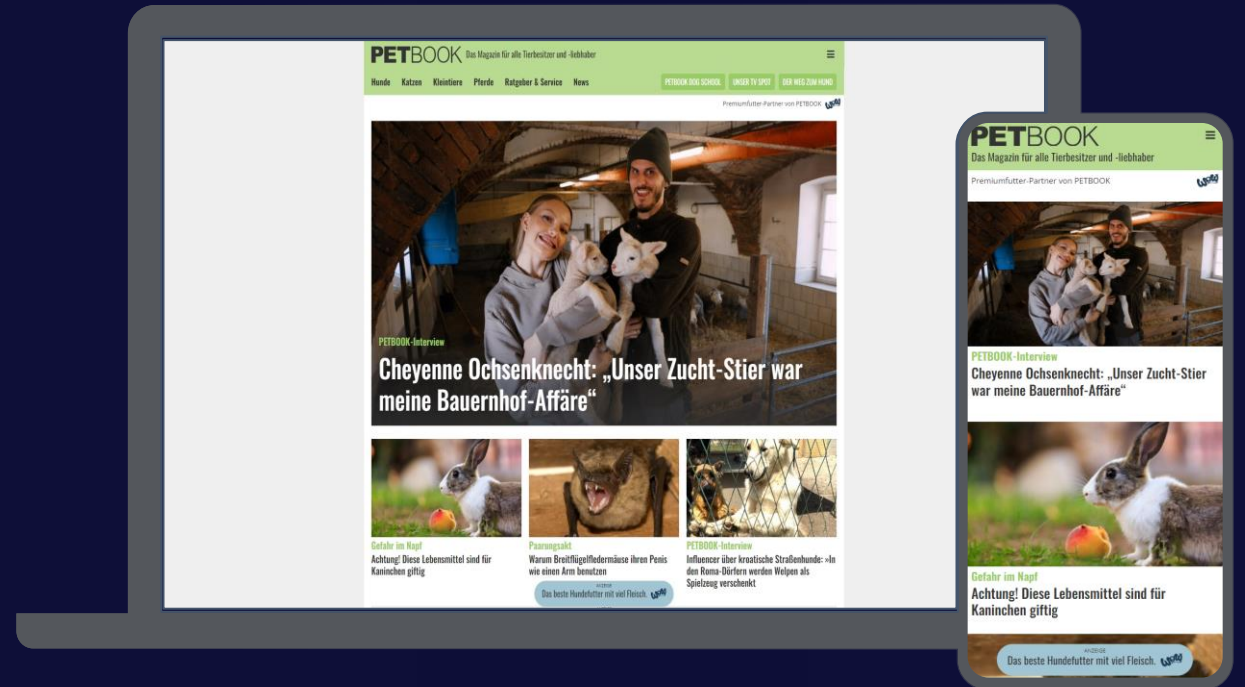 PETBOOK Das Magazin für alle Tierbesitzer und -liebhaber
Hunde Katzen Kleintiere Pferde Ratgeber & Service News PETBOOK DOG SCHOOL UNSER TV SPOT DER WEG ZUM HUND
Premiumfutter-Partner von PETBOOK
PETBOOK-Interview
Cheyenne Ochsenknecht: „Unser Zucht-Stier war
meine Bauernhof-Affäre“
Gefahr im Napf
Achtung! Diese Lebensmittel sind für
Kaninchen giftig
Paarungsakt
Warum Breitflügelfledermäuse ihren Penis
wie einen Arm benutzen
PETBOOK-Interview
Influencer über kroatische Straßenhunde: »In
den Roma-Dörfern werden Welpen als
Spielzeug verschenkt
ANZEIGE
Das beste Hundefutter mit viel Fleisch.
PETBOOK
Das Magazin für alle Tierbesitzer und -liebhaber
Premiumfutter-Partner von PETBOOK
PETBOOK-Interview
Cheyenne Ochsenknecht: „Unser Zucht-Stier
war meine Bauernhof-Affäre“
Gefahr im Napf
Achtung! Diese Lebensmittel sind für
Kaninchen giftig
ANZEIGE
Das beste Hundefutter mit viel Fleisch.